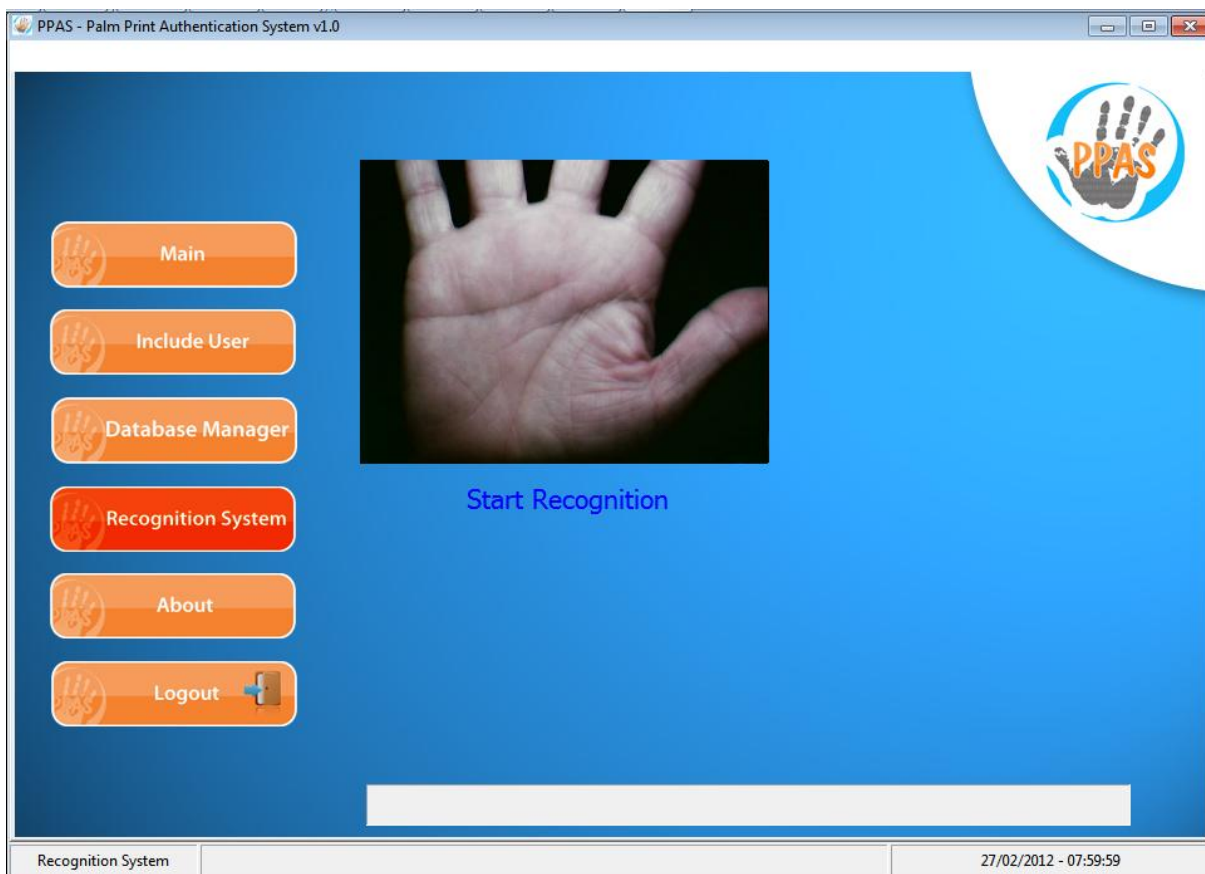 PPAS - Palm Print Authentication System v1.0
PPAS
Main
Include User
Database Manager
Recognition System
About
Logout
Start Recognition
Recognition System
27/02/2012 - 07:59:59